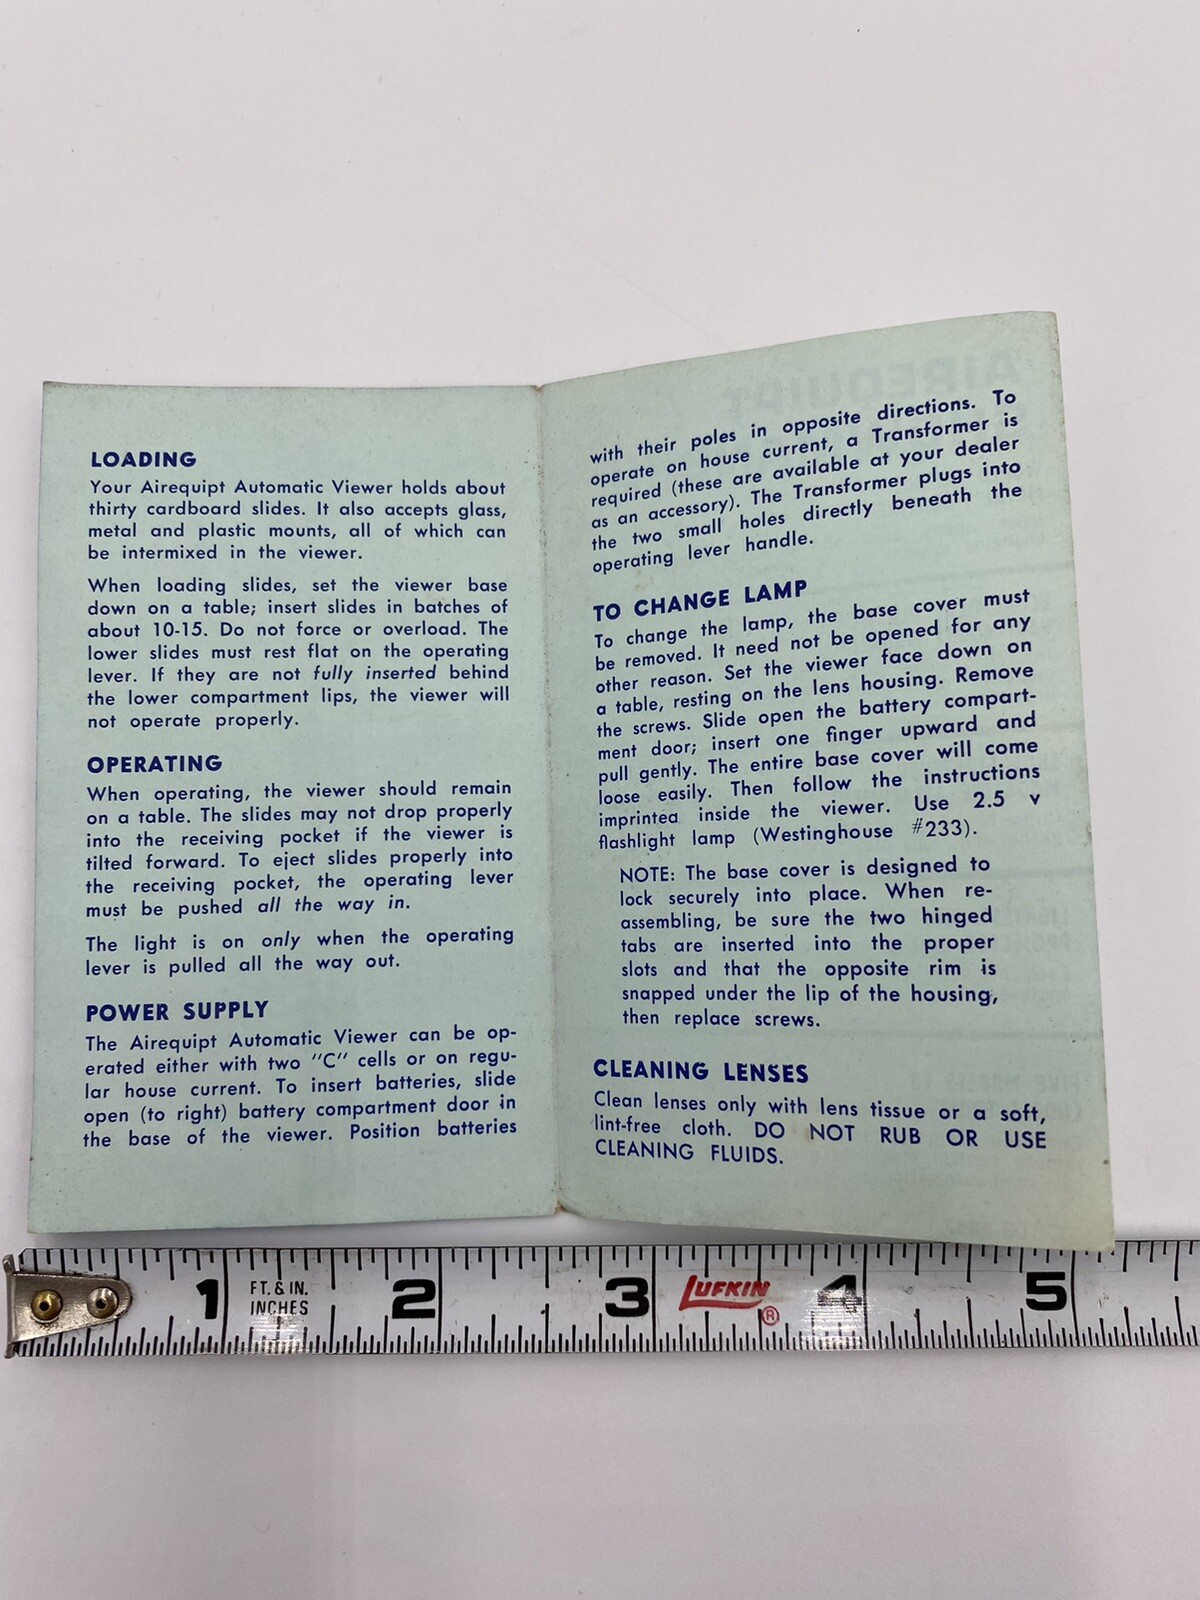 LOADING
Your Airequipt Automatic Viewer holds about
thirty cardboard slides. It also accepts glass,
metal and plastic mounts, all of which can
be intermixed in the viewer.
When loading slides, set the viewer base
down on a table; insert slides in batches of
about 10-15. Do not force or overload. The
lower slides must rest flat on the operating
lever. If they are not fully inserted behind
the lower compartment lips, the viewer will
not operate properly.
OPERATING
When operating, the viewer should remain
on a table. The slides may not drop properly
into the receiving pocket if the viewer is
tilted forward. To eject slides properly into
the receiving pocket, the operating lever
must be pushed all the way in.
The light is on only when the operating
lever is pulled all the way out.
POWER SUPPLY
The Airequipt Automatic Viewer can be op-
erated either with two "C" cells or on regu-
lar house current. To insert batteries, slide
open (to right) battery compartment door in
the base of the viewer. Position batteries
with their poles in opposite directions. To
operate on house current, a Transformer is
required (these are available at your dealer
as an accessory). The Transformer plugs into
the two small holes directly beneath the
operating lever handle.
TO CHANGE LAMP
To change the lamp, the base cover must
be removed. It need not be opened for any
other reason. Set the viewer face down on
a table, resting on the lens housing. Remove
the screws. Slide open the battery compart-
ment door; insert one finger upward and
pull gently. The entire base cover will come
loose easily. Then follow the instructions
imprintea inside the viewer. Use 2.5 v
flashlight lamp (Westinghouse #233).
NOTE: The base cover is designed to
lock securely into place. When re-
assembling, be sure the two hinged
tabs are inserted into the proper
slots and that the opposite rim is
snapped under the lip of the housing,
then replace screws.
CLEANING LENSES
Clean lenses only with lens tissue or a soft,
lint-free cloth. DO NOT RUB OR USE
CLEANING FLUIDS.
1 FT. & IN. 2 3 LUFKIN ® 4 5
INCHES